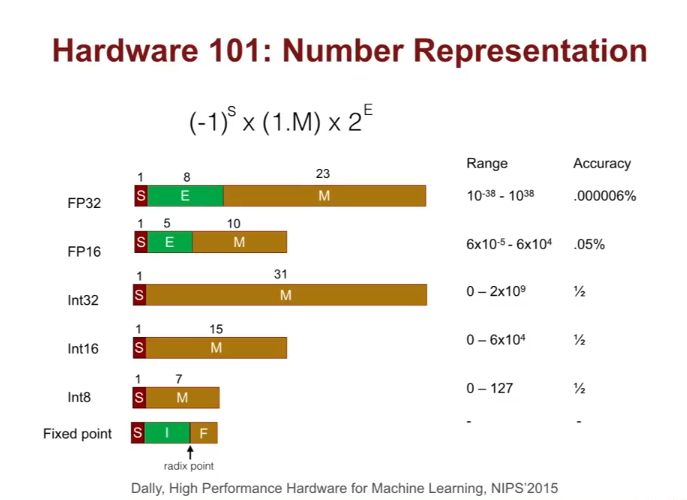 Hardware 101: Number Representation
(-1)^S x (1.M) x 2^E
Range Accuracy
1 8 23
FP32 S E M 10^-38 - 10^38 .000006%
1 5 10
FP16 S E M 6x10^-5 - 6x10^4 .05%
1 31
Int32 S M 0 – 2x10^9 ½
1 15
Int16 S M 0 – 6x10^4 ½
1 7
Int8 S M 0 – 127 ½
Fixed point S I F - -
radix point
Dally, High Performance Hardware for Machine Learning, NIPS'2015